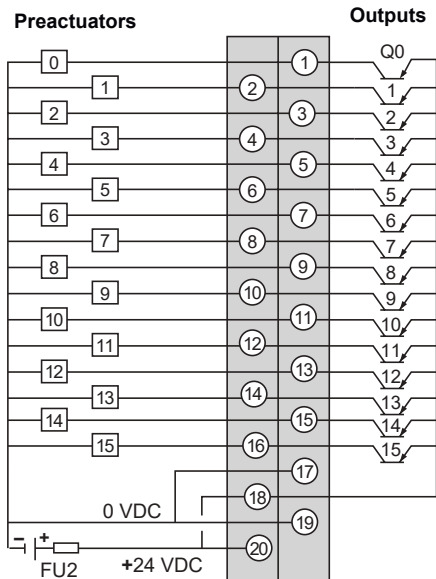 Preactuators Outputs
0 1 Q0
1 2 1
2 3 2
3 4 3
4 5 4
5 6 5
6 7 6
7 8 7
8 9 8
9 10 9
10 11 10
11 12 11
12 13 12
13 14 13
14 15 14
15 16 15
17
18
0 VDC 19
- + 20
FU2 +24 VDC